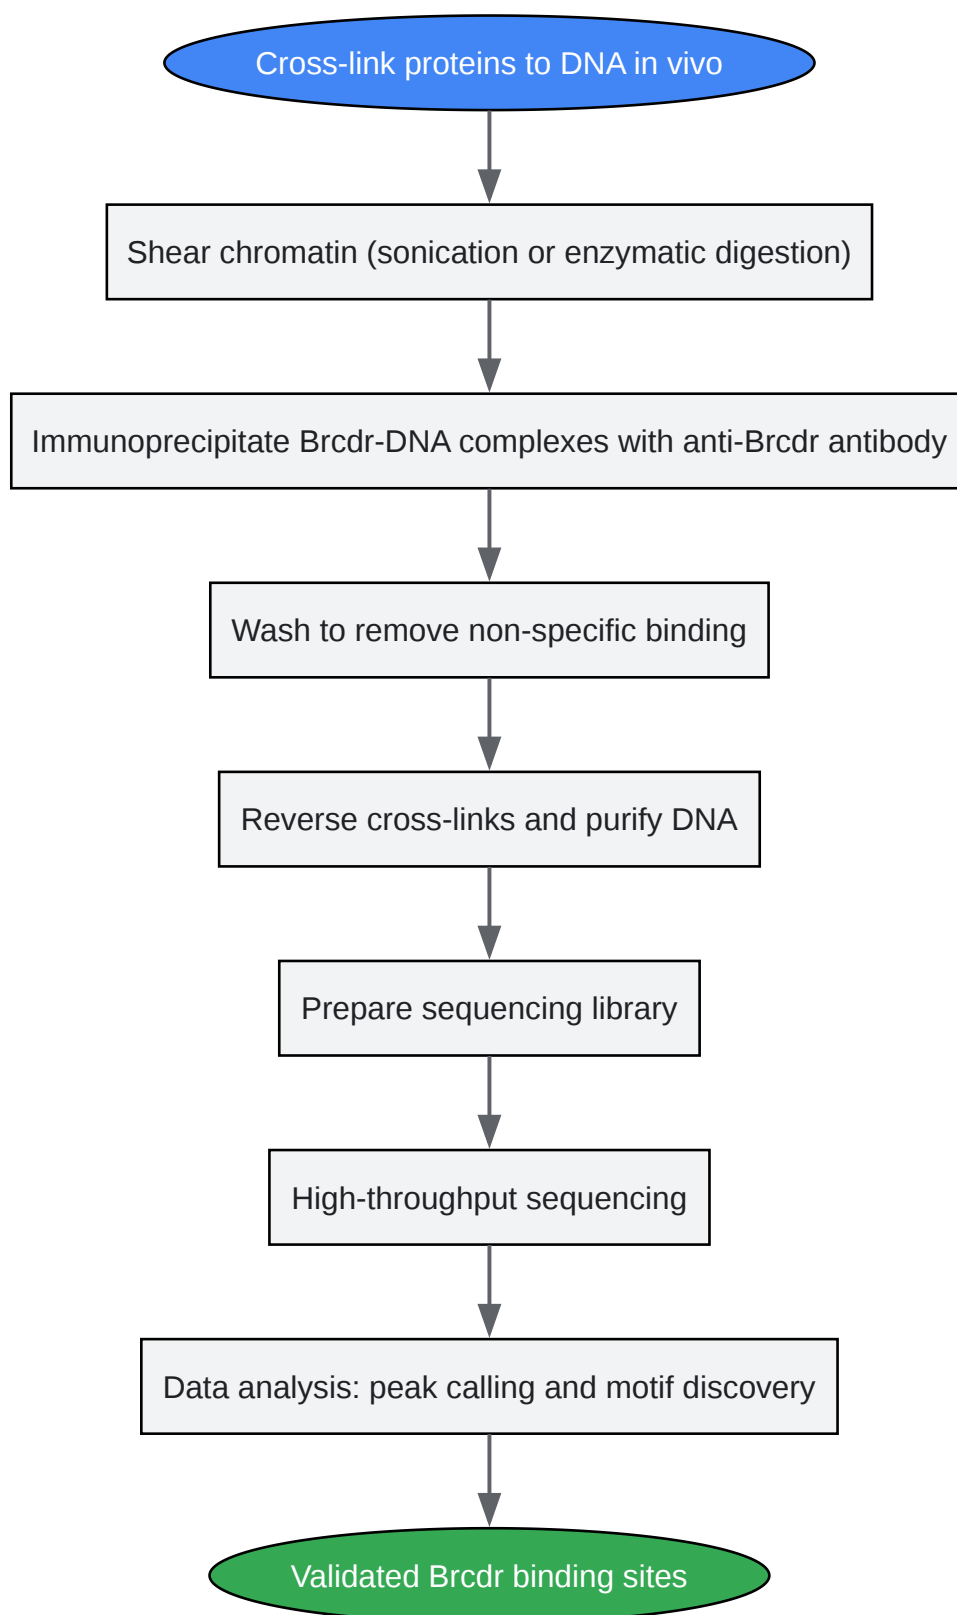 Cross-link proteins to DNA in vivo
Shear chromatin (sonication or enzymatic digestion)
Immunoprecipitate Brcdr-DNA complexes with anti-Brcdr antibody
Wash to remove non-specific binding
Reverse cross-links and purify DNA
Prepare sequencing library
High-throughput sequencing
Data analysis: peak calling and motif discovery
Validated Brcdr binding sites